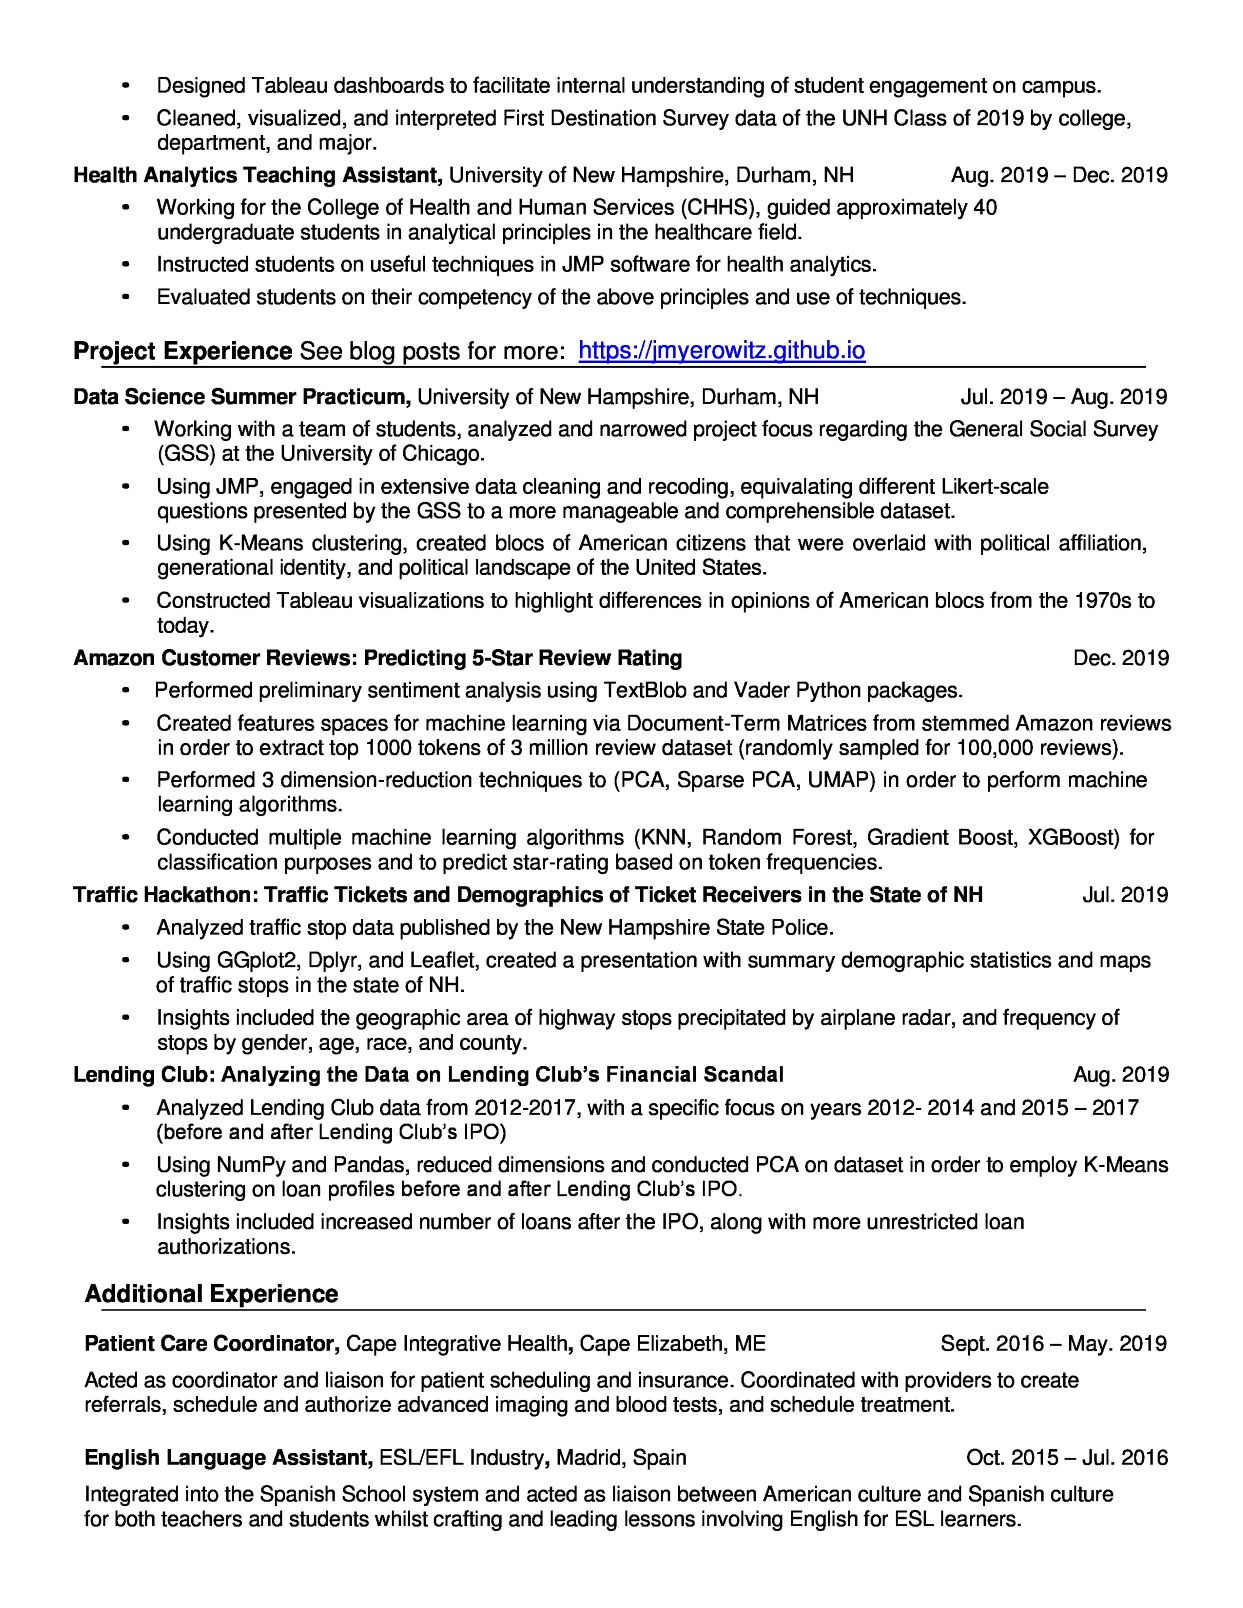 • Designed Tableau dashboards to facilitate internal understanding of student engagement on campus.
• Cleaned, visualized, and interpreted First Destination Survey data of the UNH Class of 2019 by college,
department, and major.
Health Analytics Teaching Assistant, University of New Hampshire, Durham, NH Aug. 2019 – Dec. 2019
• Working for the College of Health and Human Services (CHHS), guided approximately 40
undergraduate students in analytical principles in the healthcare field.
• Instructed students on useful techniques in JMP software for health analytics.
• Evaluated students on their competency of the above principles and use of techniques.
Project Experience See blog posts for more: https://jmyerowitz.github.io
Data Science Summer Practicum, University of New Hampshire, Durham, NH Jul. 2019 – Aug. 2019
• Working with a team of students, analyzed and narrowed project focus regarding the General Social Survey
(GSS) at the University of Chicago.
• Using JMP, engaged in extensive data cleaning and recoding, equivalating different Likert-scale
questions presented by the GSS to a more manageable and comprehensible dataset.
• Using K-Means clustering, created blocs of American citizens that were overlaid with political affiliation,
generational identity, and political landscape of the United States.
• Constructed Tableau visualizations to highlight differences in opinions of American blocs from the 1970s to
today.
Amazon Customer Reviews: Predicting 5-Star Review Rating Dec. 2019
• Performed preliminary sentiment analysis using TextBlob and Vader Python packages.
• Created features spaces for machine learning via Document-Term Matrices from stemmed Amazon reviews
in order to extract top 1000 tokens of 3 million review dataset (randomly sampled for 100,000 reviews).
• Performed 3 dimension-reduction techniques to (PCA, Sparse PCA, UMAP) in order to perform machine
learning algorithms.
• Conducted multiple machine learning algorithms (KNN, Random Forest, Gradient Boost, XGBoost) for
classification purposes and to predict star-rating based on token frequencies.
Traffic Hackathon: Traffic Tickets and Demographics of Ticket Receivers in the State of NH Jul. 2019
• Analyzed traffic stop data published by the New Hampshire State Police.
• Using GGplot2, Dplyr, and Leaflet, created a presentation with summary demographic statistics and maps
of traffic stops in the state of NH.
• Insights included the geographic area of highway stops precipitated by airplane radar, and frequency of
stops by gender, age, race, and county.
Lending Club: Analyzing the Data on Lending Club’s Financial Scandal Aug. 2019
• Analyzed Lending Club data from 2012-2017, with a specific focus on years 2012- 2014 and 2015 – 2017
(before and after Lending Club’s IPO)
• Using NumPy and Pandas, reduced dimensions and conducted PCA on dataset in order to employ K-Means
clustering on loan profiles before and after Lending Club’s IPO.
• Insights included increased number of loans after the IPO, along with more unrestricted loan
authorizations.
Additional Experience
Patient Care Coordinator, Cape Integrative Health, Cape Elizabeth, ME Sept. 2016 – May. 2019
Acted as coordinator and liaison for patient scheduling and insurance. Coordinated with providers to create
referrals, schedule and authorize advanced imaging and blood tests, and schedule treatment.
English Language Assistant, ESL/EFL Industry, Madrid, Spain Oct. 2015 – Jul. 2016
Integrated into the Spanish School system and acted as liaison between American culture and Spanish culture
for both teachers and students whilst crafting and leading lessons involving English for ESL learners.